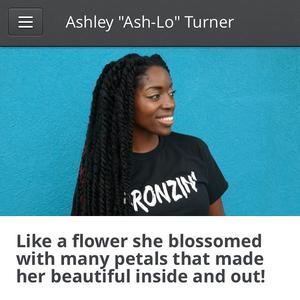 Ashley "Ash-Lo" Turner
RONZIN'
Like a flower she blossomed
with many petals that made
her beautiful inside and out!